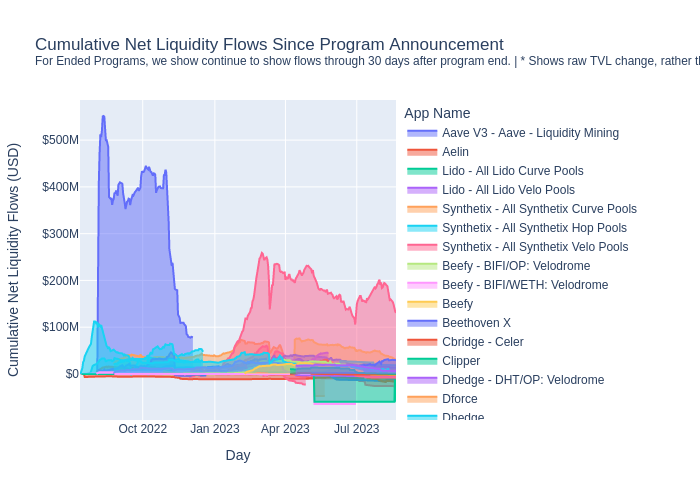 Cumulative Net Liquidity Flows Since Program Announcement
For Ended Programs, we show continue to show flows through 30 days after program end. | * Shows raw TVL change, rather
App Name
Aave V3 - Aave - Liquidity Mining
Aelin
Lido - All Lido Curve Pools
Lido - All Lido Velo Pools
Synthetix - All Synthetix Curve Pools
Synthetix - All Synthetix Hop Pools
Synthetix - All Synthetix Velo Pools
Beefy - BIFI/OP: Velodrome
Beefy - BIFI/WETH: Velodrome
Beefy
Beethoven X
Cbridge - Celer
Clipper
Dhedge - DHT/OP: Velodrome
Dforce
Dhedge
Cumulative Net Liquidity Flows (USD)
$500M
$400M
$300M
$200M
$100M
$0
Oct 2022
Jan 2023
Apr 2023
Jul 2023
Day